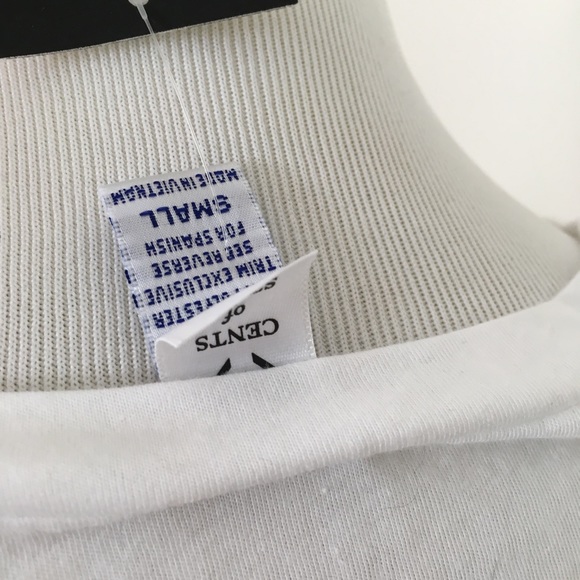 CENTS
of
POLYESTER
TRIM EXCLUSIVE
SEE REVERSE
FOR SPANISH
SMALL
MADE IN VIETNAM